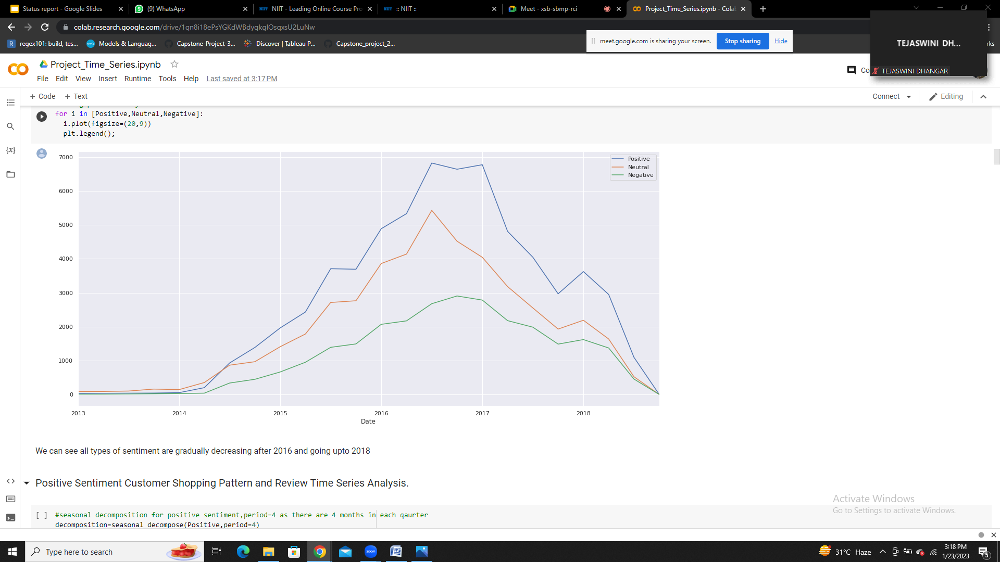 Status report - Google Slides
(9) WhatsApp
NIIT - Leading Online Course Pro
:: NIIT ::
Meet - xsb-sbmp-rci
Project_Time_Series.ipynb - Cola
colab.research.google.com/drive/1qn8i18ePsYGKdWBdyqkglOsqxsU2LuNw
regex101: build, tes...
Models & Languag...
Capstone-Project-3...
Discover | Tableau P...
Capstone_project_2...
meet.google.com is sharing your screen.
Stop sharing
Hide
TEJASWINI DH...
TEJASWINI DHANGAR
Project_Time_Series.ipynb
File Edit View Insert Runtime Tools Help Last saved at 3:17 PM
+ Code + Text
Connect
Editing
for i in [Positive,Neutral,Negative]:
i.plot(figsize=(20,9))
plt.legend();
7000
6000
5000
4000
3000
2000
1000
0
Positive
Neutral
Negative
2013 2014 2015 2016 2017 2018
Date
We can see all types of sentiment are gradually decreasing after 2016 and going upto 2018
Positive Sentiment Customer Shopping Pattern and Review Time Series Analysis.
[ ] #seasonal decomposition for positive sentiment,period=4 as there are 4 months in each qaurter
decomposition=seasonal_decompose(Positive,period=4)
Activate Windows
Go to Settings to activate Windows.
Type here to search
31°C Haze
3:18 PM
1/23/2023
5